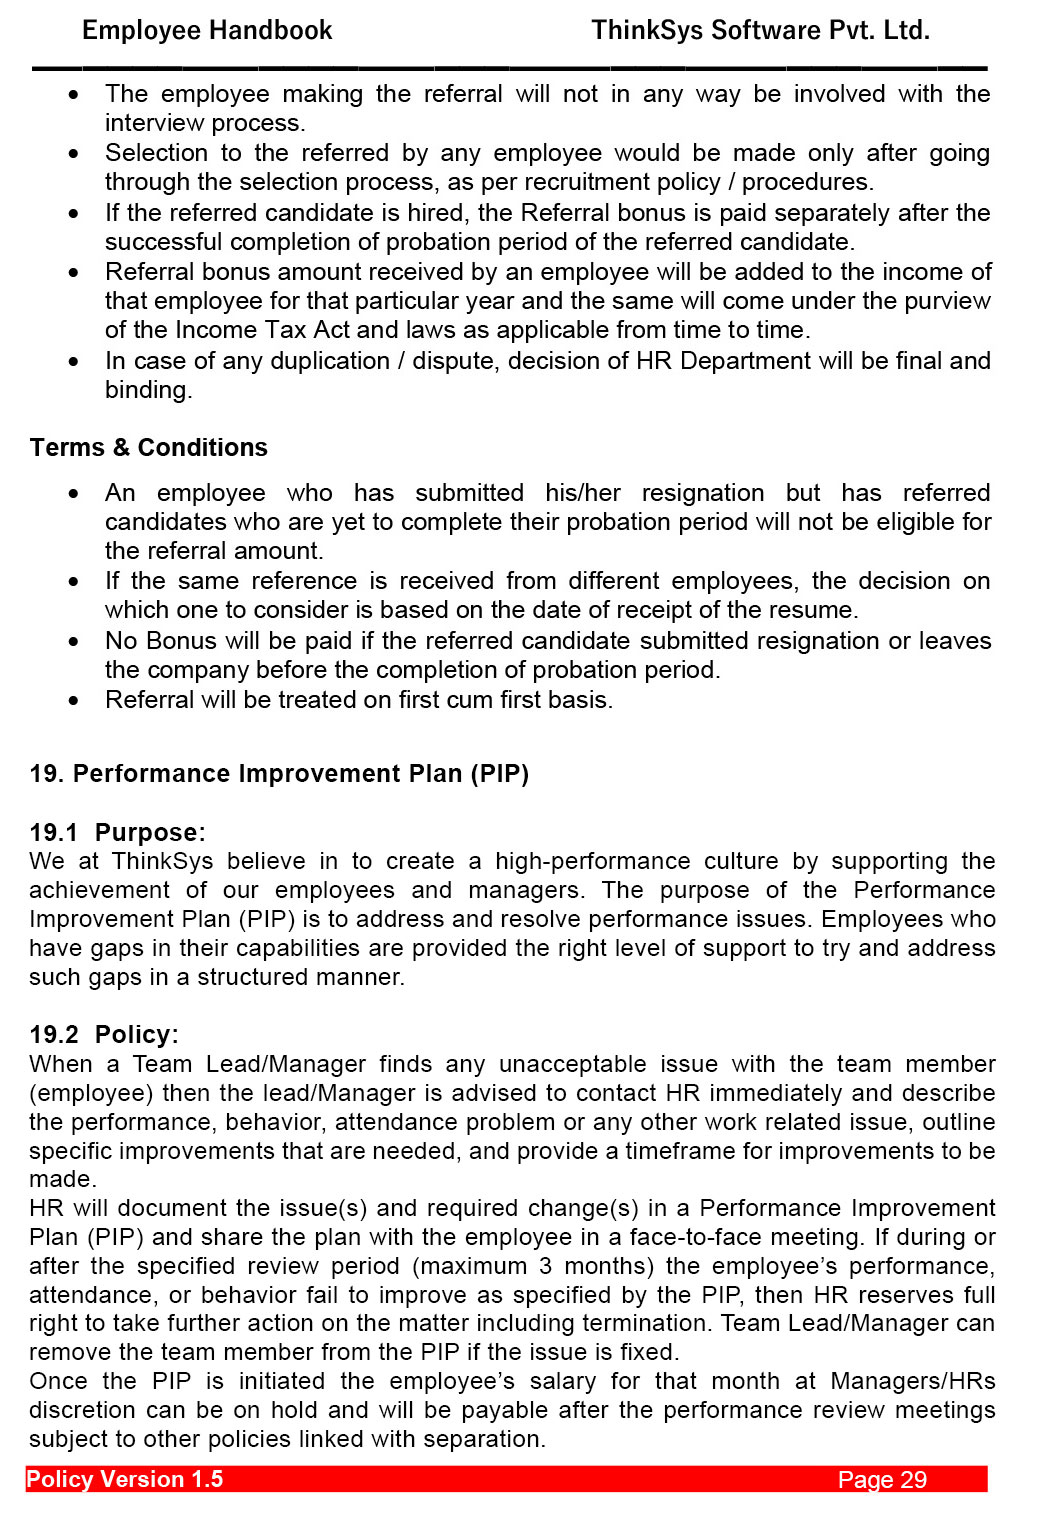 Employee Handbook ThinkSys Software Pvt. Ltd.
• The employee making the referral will not in any way be involved with the
interview process.
• Selection to the referred by any employee would be made only after going
through the selection process, as per recruitment policy / procedures.
• If the referred candidate is hired, the Referral bonus is paid separately after the
successful completion of probation period of the referred candidate.
• Referral bonus amount received by an employee will be added to the income of
that employee for that particular year and the same will come under the purview
of the Income Tax Act and laws as applicable from time to time.
• In case of any duplication / dispute, decision of HR Department will be final and
binding.
Terms & Conditions
• An employee who has submitted his/her resignation but has referred
candidates who are yet to complete their probation period will not be eligible for
the referral amount.
• If the same reference is received from different employees, the decision on
which one to consider is based on the date of receipt of the resume.
• No Bonus will be paid if the referred candidate submitted resignation or leaves
the company before the completion of probation period.
• Referral will be treated on first cum first basis.
19. Performance Improvement Plan (PIP)
19.1 Purpose:
We at ThinkSys believe in to create a high-performance culture by supporting the
achievement of our employees and managers. The purpose of the Performance
Improvement Plan (PIP) is to address and resolve performance issues. Employees who
have gaps in their capabilities are provided the right level of support to try and address
such gaps in a structured manner.
19.2 Policy:
When a Team Lead/Manager finds any unacceptable issue with the team member
(employee) then the lead/Manager is advised to contact HR immediately and describe
the performance, behavior, attendance problem or any other work related issue, outline
specific improvements that are needed, and provide a timeframe for improvements to be
made.
HR will document the issue(s) and required change(s) in a Performance Improvement
Plan (PIP) and share the plan with the employee in a face-to-face meeting. If during or
after the specified review period (maximum 3 months) the employee’s performance,
attendance, or behavior fail to improve as specified by the PIP, then HR reserves full
right to take further action on the matter including termination. Team Lead/Manager can
remove the team member from the PIP if the issue is fixed.
Once the PIP is initiated the employee’s salary for that month at Managers/HRs
discretion can be on hold and will be payable after the performance review meetings
subject to other policies linked with separation.
Policy Version 1.5 Page 29